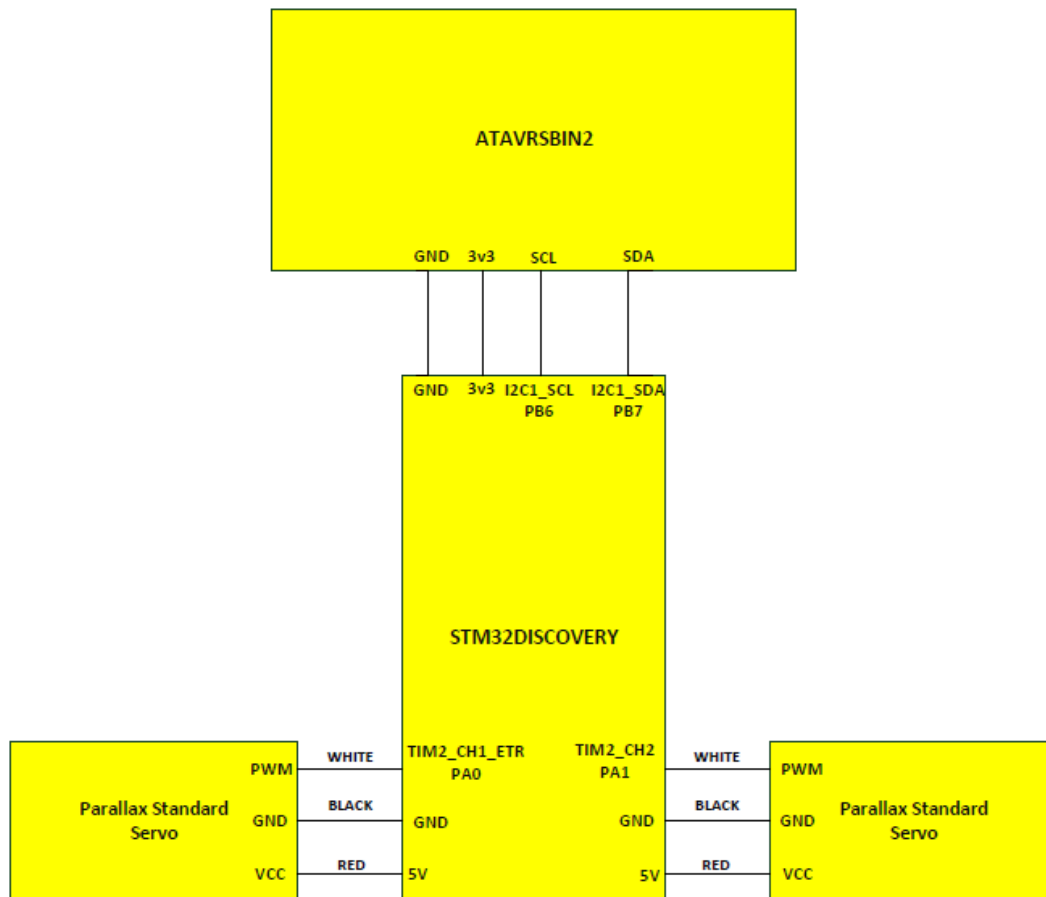 ATAVRSBIN2
GND 3v3 SCL SDA
GND 3v3 I2C1_SCL I2C1_SDA
PB6 PB7
STM32DISCOVERY
WHITE TIM2_CH1_ETR TIM2_CH2 WHITE
PWM PA0 PA1 PWM
Parallax Standard BLACK Parallax Standard
Servo GND GND GND GND Servo
VCC RED 5V 5V RED VCC